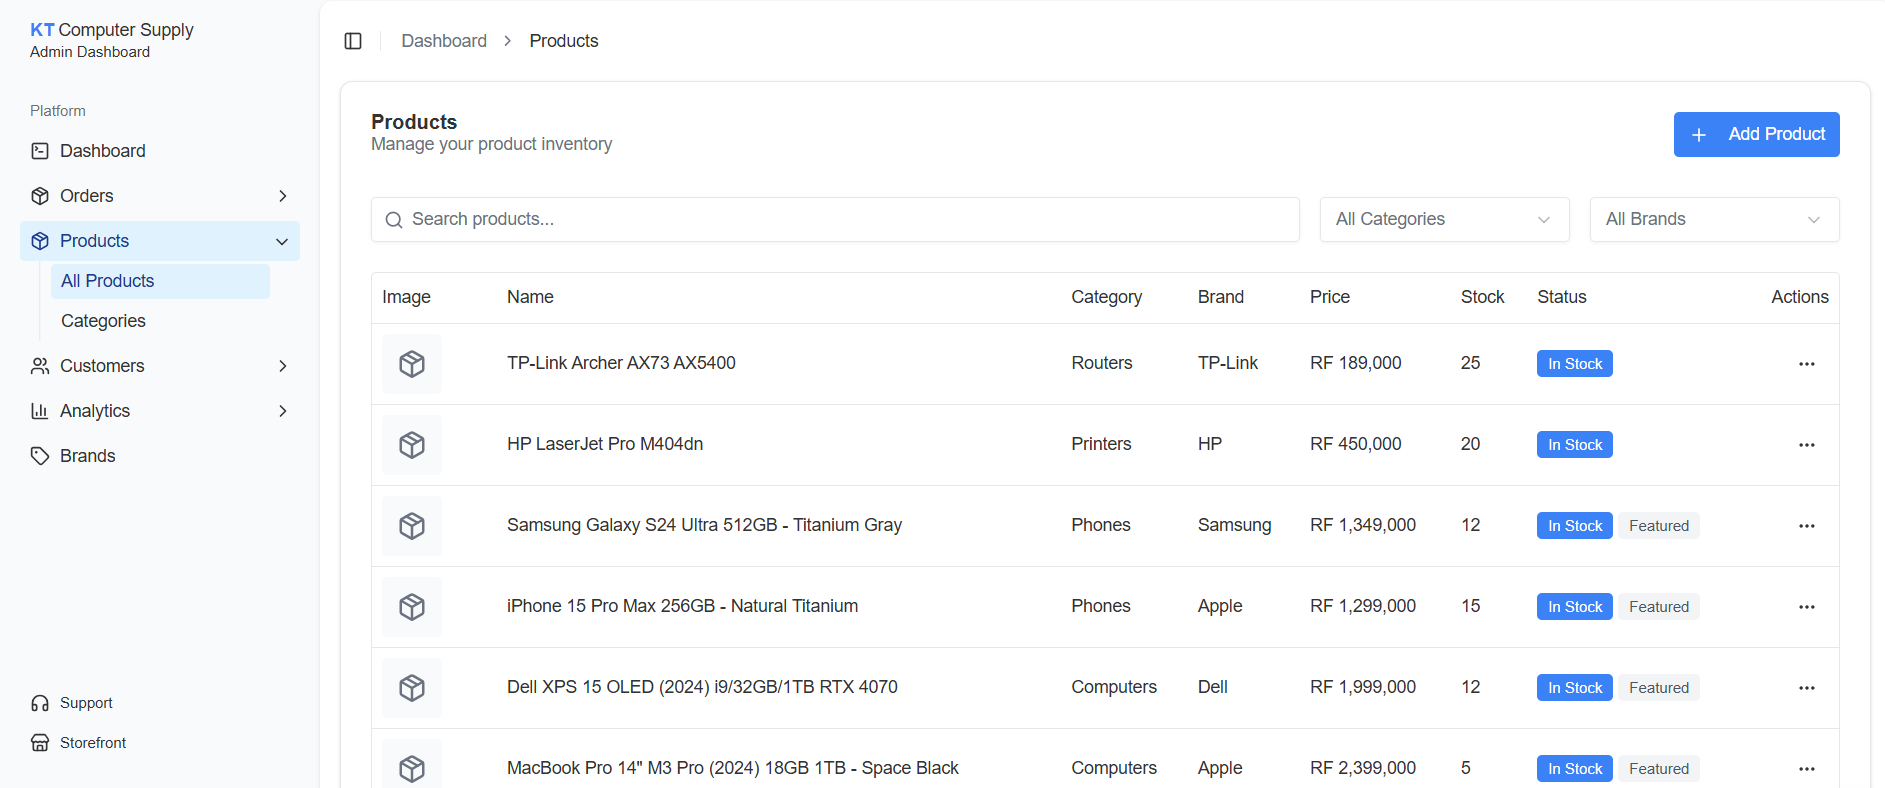 KT Computer Supply
Admin Dashboard
Platform
Dashboard
Orders
Products
All Products
Categories
Customers
Analytics
Brands
Support
Storefront
Dashboard > Products
Products
Manage your product inventory
Add Product
Search products...
All Categories
All Brands
Image Name Category Brand Price Stock Status Actions
TP-Link Archer AX73 AX5400 Routers TP-Link RF 189,000 25 In Stock
HP LaserJet Pro M404dn Printers HP RF 450,000 20 In Stock
Samsung Galaxy S24 Ultra 512GB - Titanium Gray Phones Samsung RF 1,349,000 12 In Stock Featured
iPhone 15 Pro Max 256GB - Natural Titanium Phones Apple RF 1,299,000 15 In Stock Featured
Dell XPS 15 OLED (2024) i9/32GB/1TB RTX 4070 Computers Dell RF 1,999,000 12 In Stock Featured
MacBook Pro 14" M3 Pro (2024) 18GB 1TB - Space Black Computers Apple RF 2,399,000 5 In Stock Featured